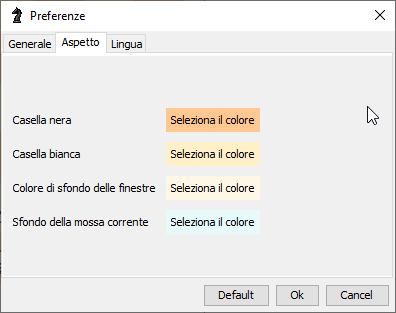 Preferenze
Generale Aspetto Lingua
Casella nera Seleziona il colore
Casella bianca Seleziona il colore
Colore di sfondo delle finestre Seleziona il colore
Sfondo della mossa corrente Seleziona il colore
Default Ok Cancel